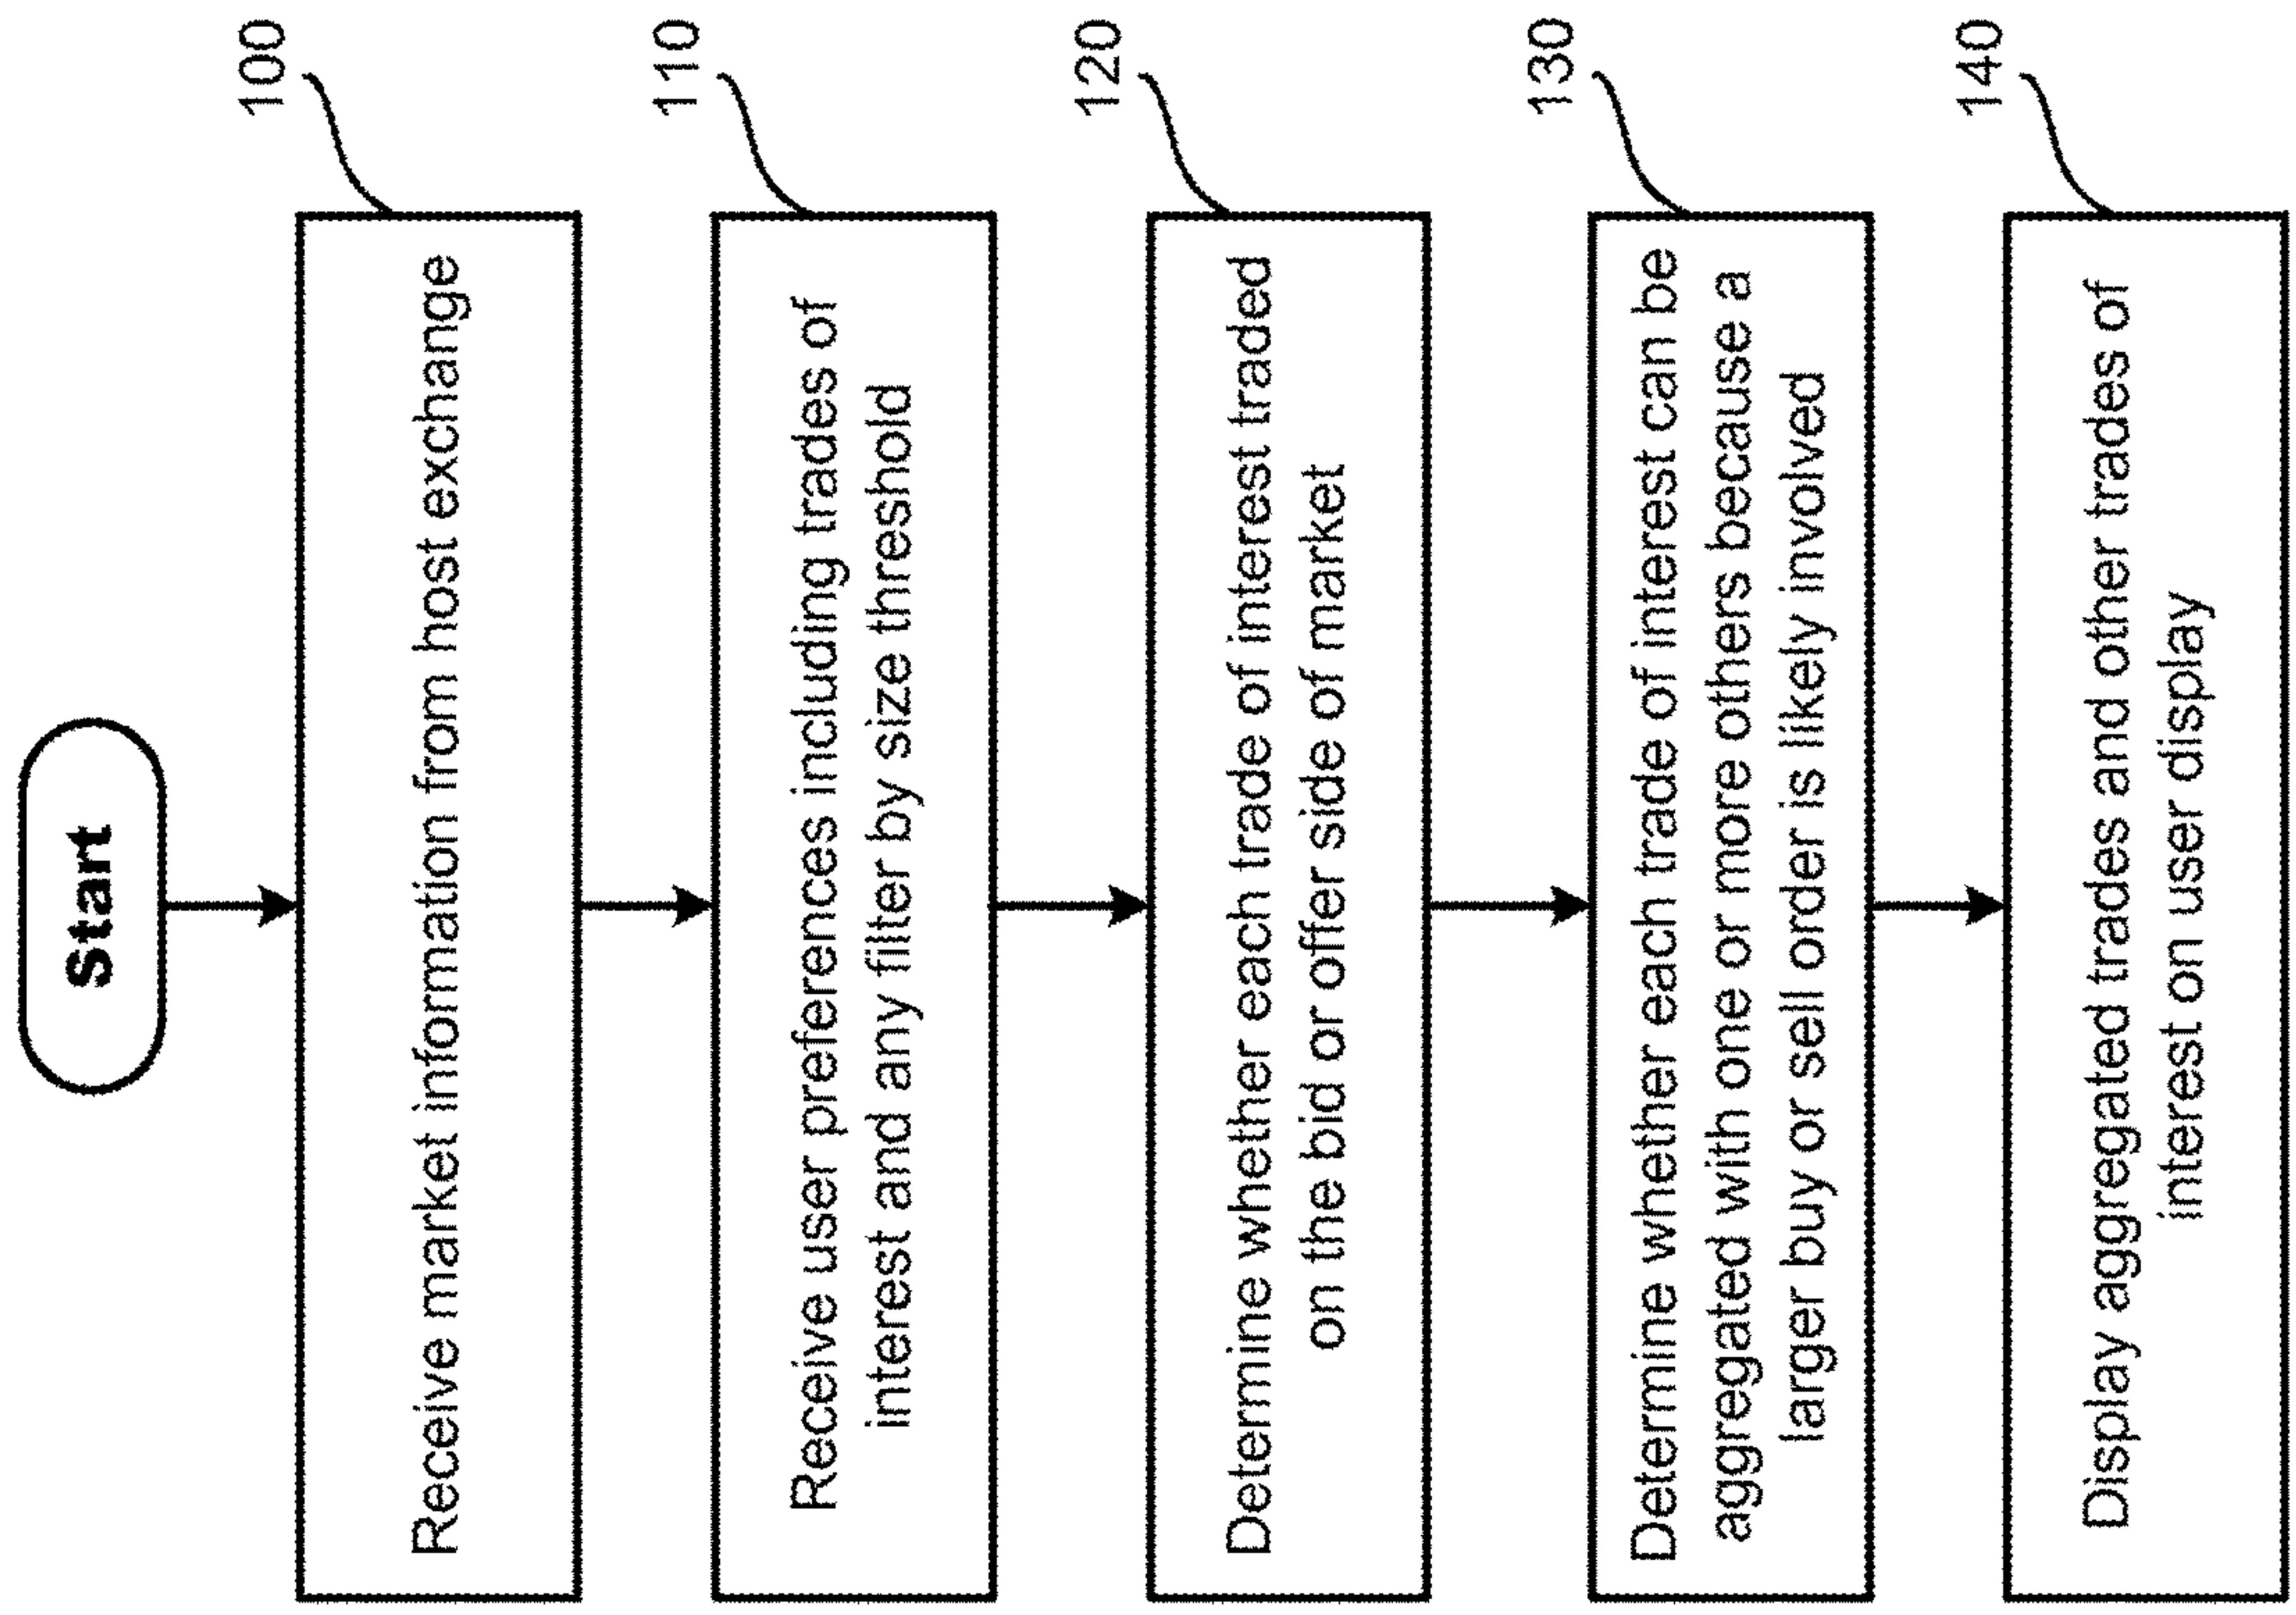 Start
100
Receive market information from host exchange
110
Receive user preferences including trades of
interest and any filter by size threshold
120
Determine whether each trade of interest traded
on the bid or offer side of market
130
Determine whether each trade of interest can be
aggregated with one or more others because a
larger buy or sell order is likely involved
140
Display aggregated trades and other trades of
interest on user display